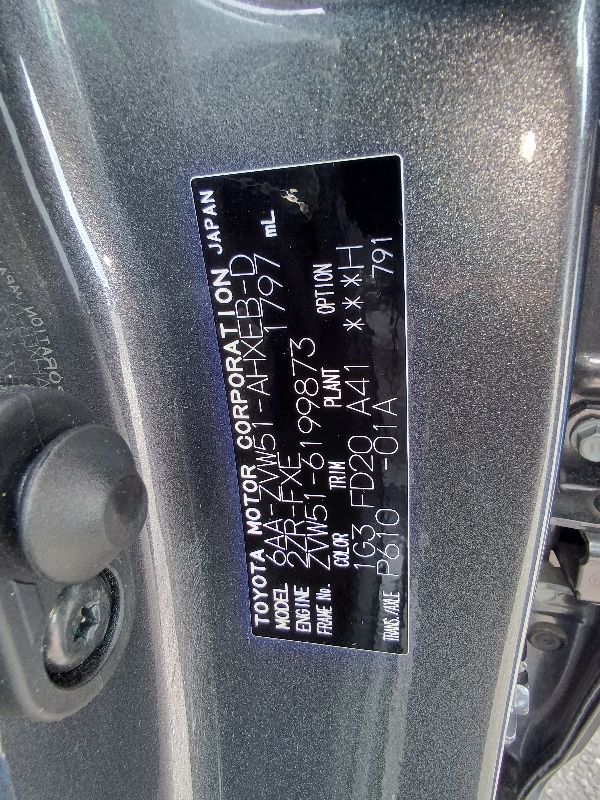 TOYOTA MOTOR CORPORATION JAPAN
MODEL 6AA-ZVW51-AHXEB-D
ENGINE 2ZR-FXE 1797 mL
FRAME No. ZVW51-6199873
COLOR TRIM PLANT OPTION
1G3 FD20 A41 ***H
TRANS./AXLE P610 -01A 791